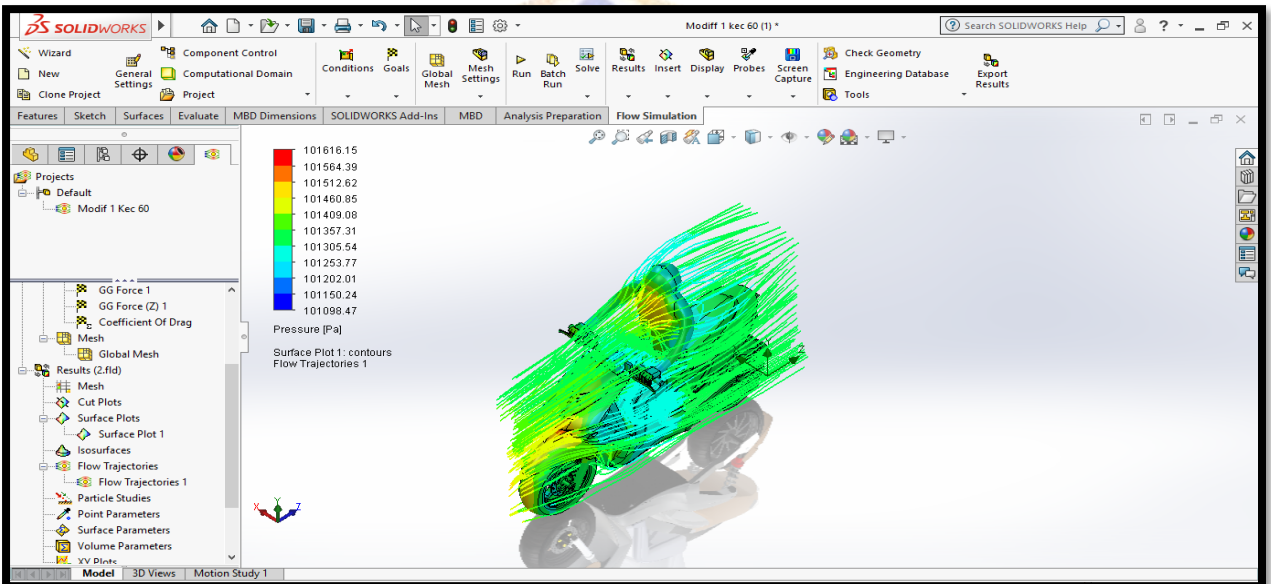 SOLIDWORKS
Modiff 1 kec 60 (1) *
Search SOLIDWORKS Help
?
Wizard
New
Clone Project
General Settings
Component Control
Computational Domain
Project
Conditions
Goals
Global Mesh
Mesh Settings
Run
Batch Run
Solve
Results
Insert
Display
Probes
Screen Capture
Check Geometry
Engineering Database
Tools
Export Results
Features
Sketch
Surfaces
Evaluate
MBD Dimensions
SOLIDWORKS Add-Ins
MBD
Analysis Preparation
Flow Simulation
Projects
Default
Modif 1 Kec 60
GG Force 1
GG Force (Z) 1
Coefficient Of Drag
Mesh
Global Mesh
Results (2.fld)
Mesh
Cut Plots
Surface Plots
Surface Plot 1
Isosurfaces
Flow Trajectories
Flow Trajectories 1
Particle Studies
Point Parameters
Surface Parameters
Volume Parameters
XY Plots
101616.15
101564.39
101512.62
101460.85
101409.08
101357.31
101305.54
101253.77
101202.01
101150.24
101098.47
Pressure [Pa]
Surface Plot 1: contours
Flow Trajectories 1
Y
Z
X
Y
Z
Model
3D Views
Motion Study 1